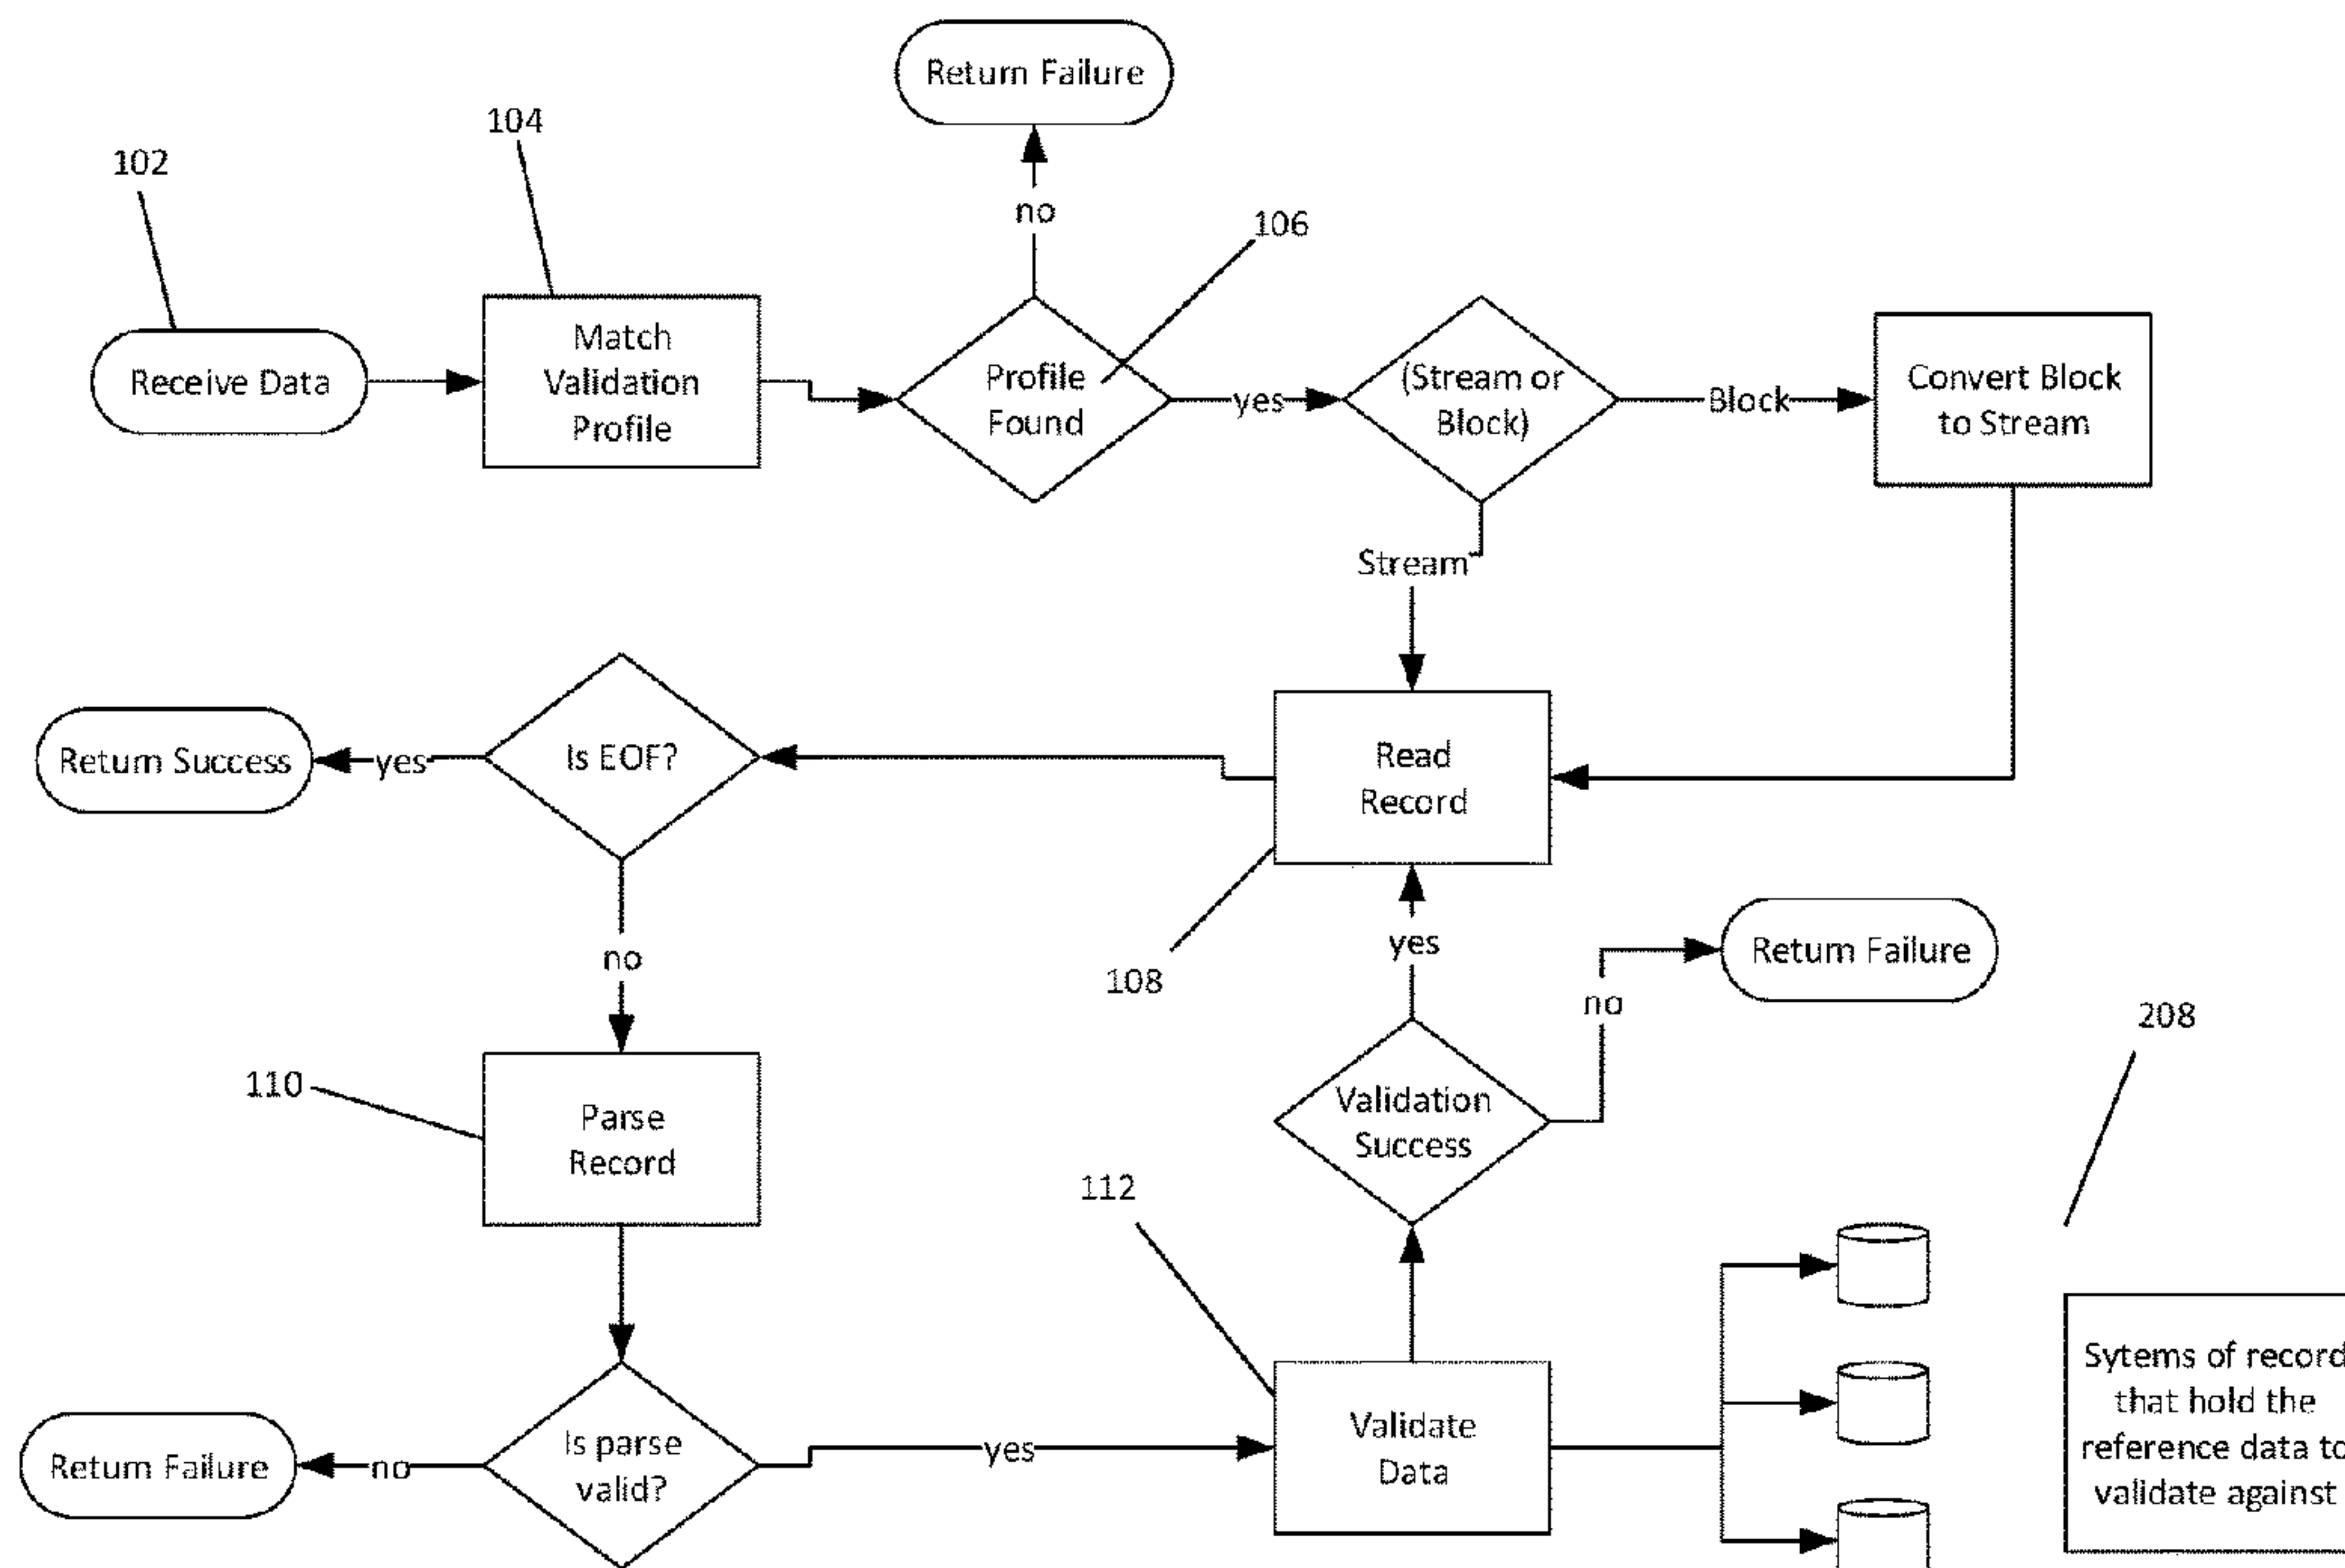 Return Failure
104
102
no
106
Match
Validation
Profile
Receive Data
Profile
Found
yes
(Stream or
Block)
Block
Convert Block
to Stream
Stream
Return Success
yes
Is EOF?
Read
Record
no
108
yes
Return Failure
no
208
110
Parse
Record
Validation
Success
112
Return Failure
no
Is parse
valid?
yes
Validate
Data
Sytems of record
that hold the
reference data to
validate against